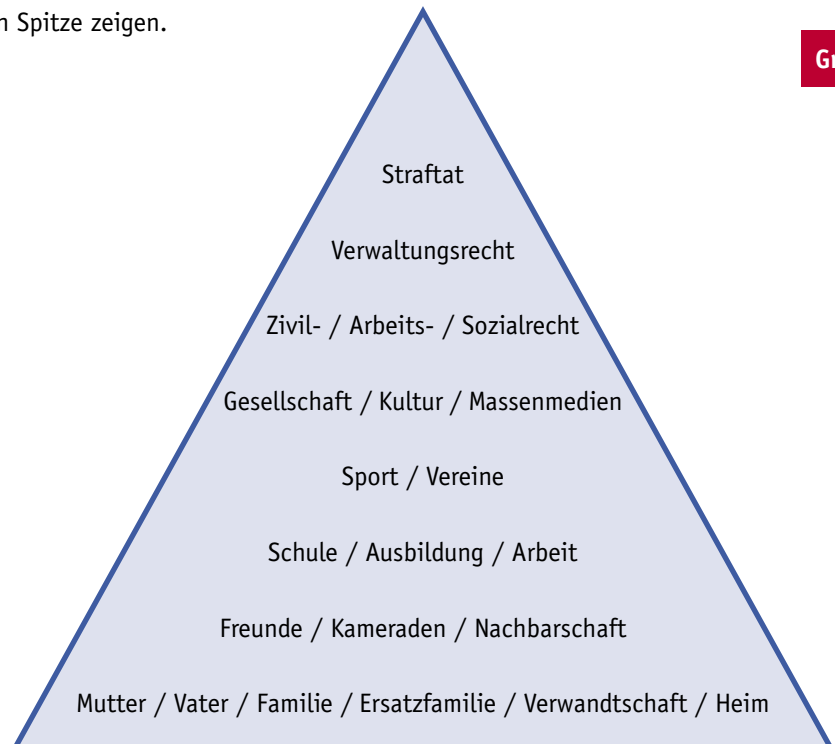 Spitze zeigen.
Straftat
Verwaltungsrecht
Zivil- / Arbeits- / Sozialrecht
Gesellschaft / Kultur / Massenmedien
Sport / Vereine
Schule / Ausbildung / Arbeit
Freunde / Kameraden / Nachbarschaft
Mutter / Vater / Familie / Ersatzfamilie / Verwandtschaft / Heim